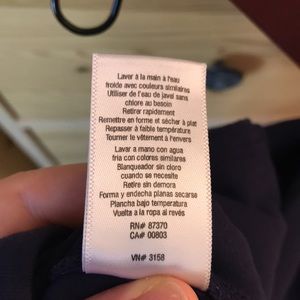 Laver à la main à l'eau
froide avec couleurs similaires
Utiliser de l'eau de javel sans
chlore au besoin
Retirer rapidement
Remettre en forme et sécher à plat
Repasser à faible température
Tourner le vêtement à l'envers
Lavar a mano con agua
fria con colores similares
Blanqueador sin cloro
cuando se necesite
Retire sin demora
Forma y endecha planas secarse
Plancha bajo temperatura
Vuelta a la ropa al revés
RN# 87370
CA# 00803
VN# 3158